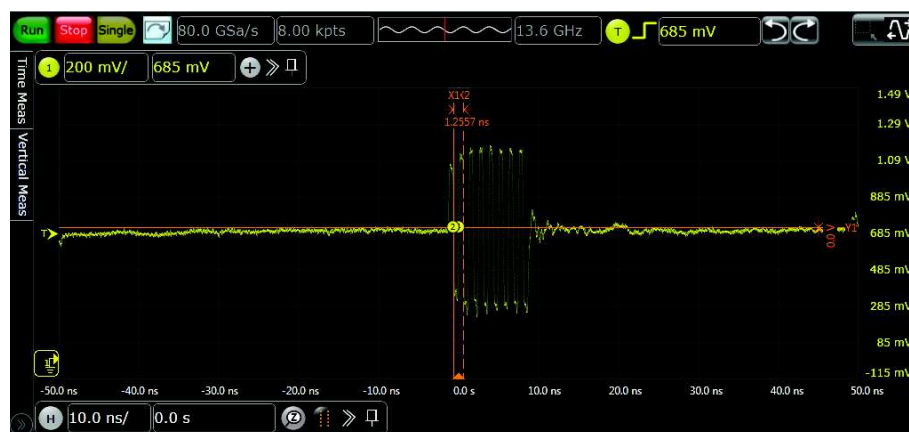 Run Stop Single 80.0 GSa/s 8.00 kpts 13.6 GHz T 685 mV
1 200 mV/ 685 mV
Time Meas
Vertical Meas
1.2557 ns
1.49 V
1.29 V
1.09 V
885 mV
685 mV
485 mV
285 mV
85 mV
-115 mV
T
2
0.0 V
Y1
-50.0 ns -40.0 ns -30.0 ns -20.0 ns -10.0 ns 0.0 s 10.0 ns 20.0 ns 30.0 ns 40.0 ns 50.0 ns
H 10.0 ns/ 0.0 s